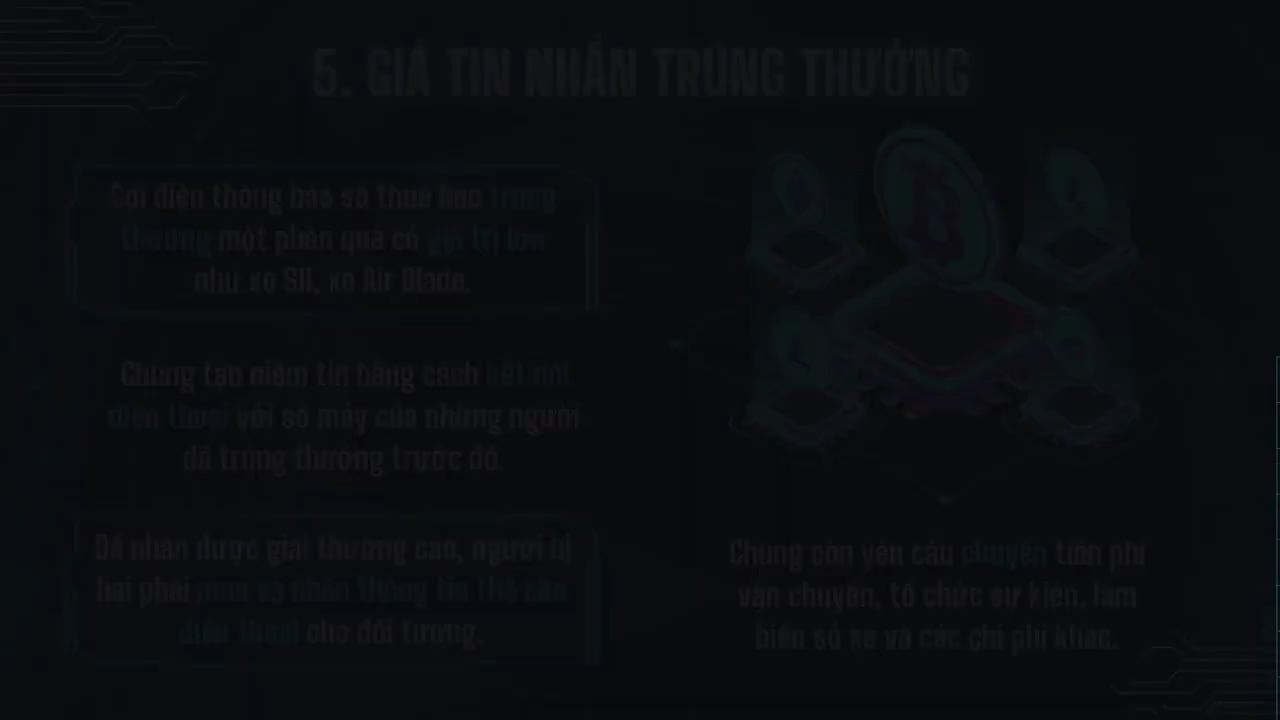 5. GIẢ TIN NHẮN TRÚNG THƯỞNG
Gọi điện thông báo số thuê bao trúng
thưởng một phần quà có giá trị lớn
như xe SH, xe Air Blade.
Chúng tạo niềm tin bằng cách kết nối
điện thoại với số máy của những người
đã trúng thưởng trước đó.
Để nhận được giải thưởng cao, người bị
hại phải mua và nhắn thông tin thẻ cào
điện thoại cho đối tượng.
Chúng còn yêu cầu chuyển tiền phí
vận chuyển, tổ chức sự kiện, làm
biển số xe và các chi phí khác.